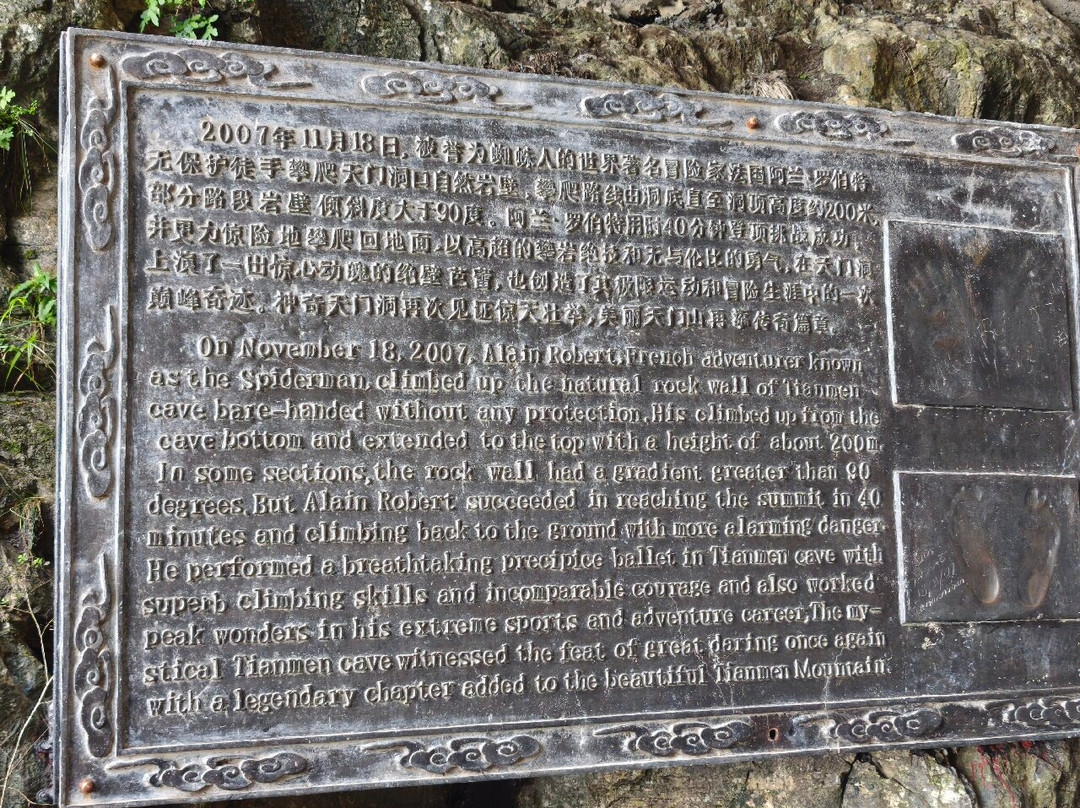 2007年11月18日，被誉为蜘蛛人的世界著名冒险家法国阿兰·罗伯特，
无保护徒手攀爬天门洞口自然岩壁。攀爬路线由洞底直至洞顶高度约200米，
部分路段岩壁倾斜度大于90度。阿兰·罗伯特用时40分钟登顶挑战成功，
并更为惊险地攀爬回地面，以高超的攀岩绝技和无与伦比的勇气，在天门洞
上演了一出惊心动魄的绝壁芭蕾，也创造了其极限运动和冒险生涯中的一次
巅峰奇迹。神奇天门洞再次见证惊天壮举，美丽天门山再添传奇篇章。
On November 18, 2007, Alain Robert, French adventurer known
as the Spiderman, climbed up the natural rock wall of Tianmen
cave bare-handed without any protection. His climbed up from the
cave bottom and extended to the top with a height of about 200m.
In some sections, the rock wall had a gradient greater than 90
degrees. But Alain Robert succeeded in reaching the summit in 40
minutes and climbing back to the ground with more alarming danger.
He performed a breathtaking precipice ballet in Tianmen cave with
superb climbing skills and incomparable courage and also worked
peak wonders in his extreme sports and adventure career, The my-
stical Tianmen cave witnessed the feat of great daring once again
with a legendary chapter added to the beautiful Tianmen Mountain.